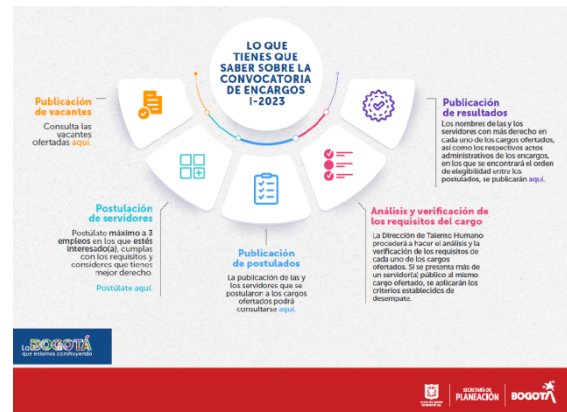 LO QUE
TIENES QUE
SABER SOBRE LA
CONVOCATORIA
DE ENCARGOS
I-2023
Publicación
de vacantes
Consulta las
vacantes
ofertadas aquí.
Postulación
de servidores
Postúlate máximo a 3
empleos en los que estés
interesado(a), cumplas
con los requisitos y
consideres que tienes
mejor derecho.
Postúlate aquí.
Publicación
de postulados
La publicación de las y
los servidores que se
postularon a los cargos
ofertados podrá
consultarse aquí.
Análisis y verificación de
los requisitos del cargo
La Dirección de Talento Humano
procederá a hacer el análisis y la
verificación de los requisitos de
cada uno de los cargos
ofertados. Si se presenta más de
un servidor(a) público al mismo
cargo ofertado, se aplicarán los
criterios establecidos de
desempate.
Publicación
de resultados
Los nombres de las y los
servidores con más derecho en
cada uno de los cargos ofertados,
así como los respectivos actos
administrativos de los encargos,
en los que se encontrará el orden
de elegibilidad entre los
postulados, se publicarán aquí.
La BOGOTÁ
que estamos construyendo
SECRETARÍA DE
PLANEACIÓN
BOGOTÁ